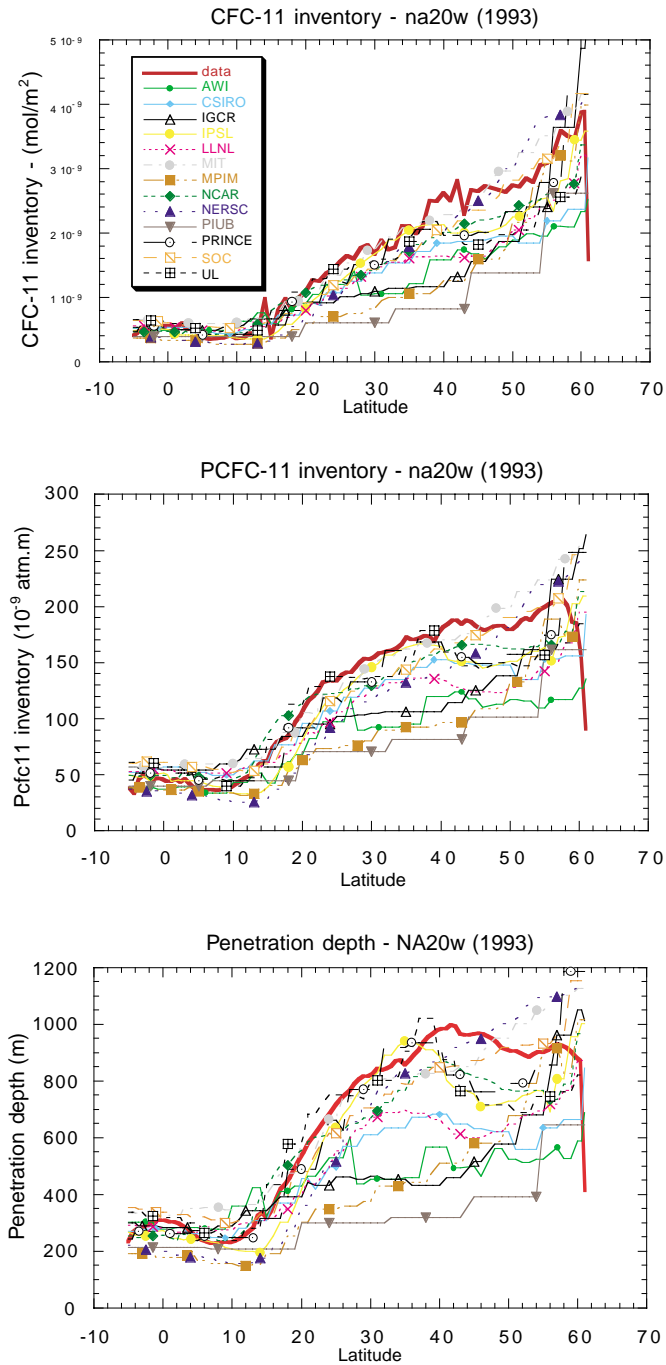 CFC-11 inventory - na20w (1993)
CFC-11 inventory - (mol/m²)
5 10⁻⁹
4 10⁻⁹
3 10⁻⁹
2 10⁻⁹
1 10⁻⁹
0
data
AWI
CSIRO
IGCR
IPSL
LLNL
MIT
MPIM
NCAR
NERSC
PIUB
PRINCE
SOC
UL
-10 0 10 20 30 40 50 60 70
Latitude
PCFC-11 inventory - na20w (1993)
Pcfc11 inventory (10⁻⁹ atm.m)
300
250
200
150
100
50
0
-10 0 10 20 30 40 50 60 70
Latitude
Penetration depth - NA20w (1993)
Penetration depth (m)
1200
1000
800
600
400
200
0
-10 0 10 20 30 40 50 60 70
Latitude